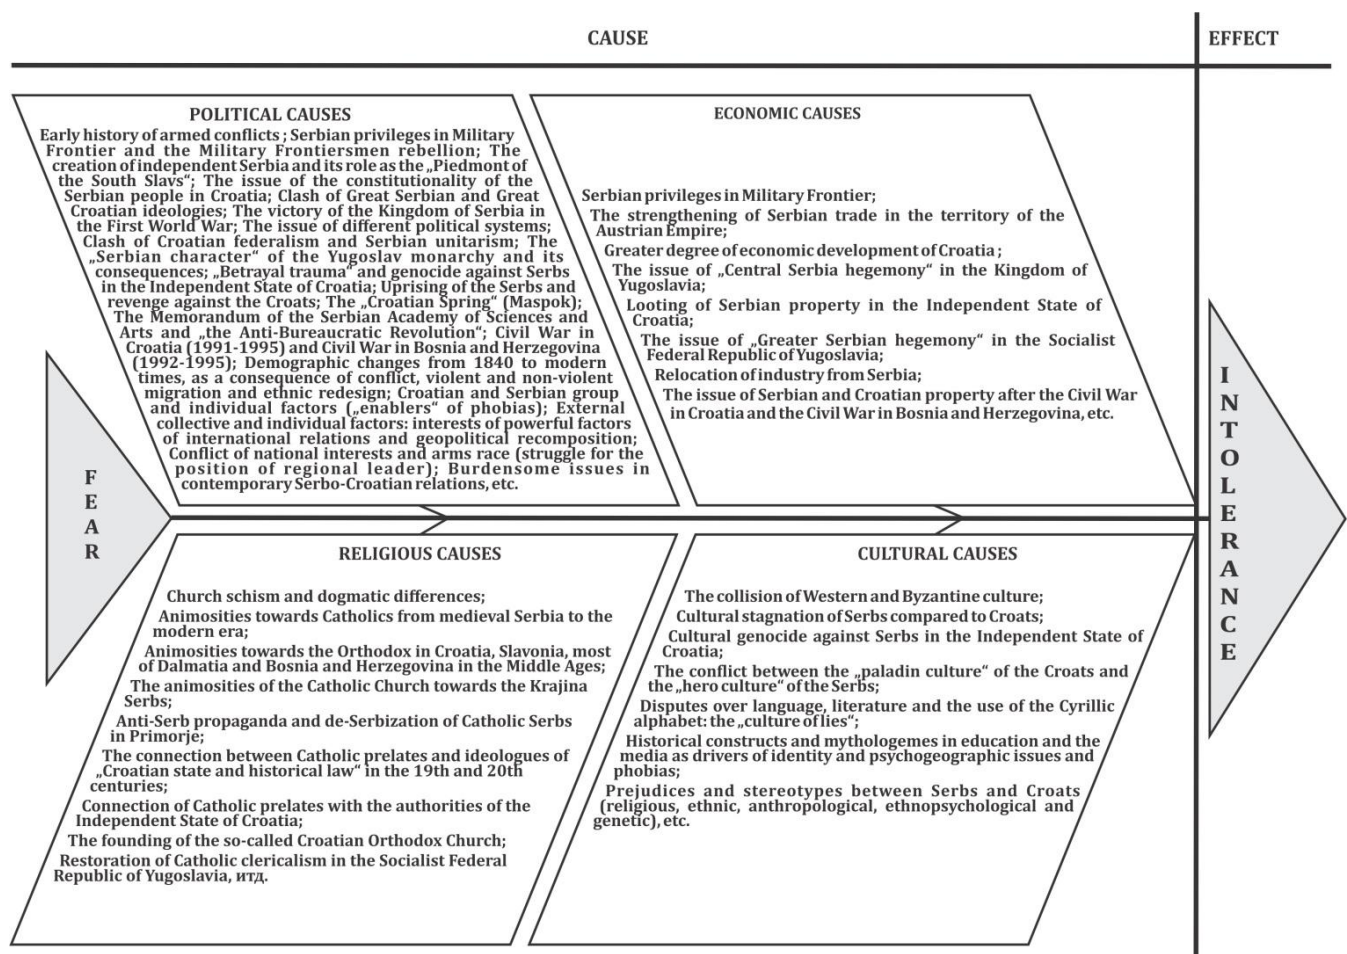 CAUSE
EFFECT
POLITICAL CAUSES
Early history of armed conflicts ; Serbian privileges in Military
Frontier and the Military Frontiersmen rebellion; The
creation of independent Serbia and its role as the „Piedmont of
the South Slavs“; The issue of the constitutionality of the
Serbian people in Croatia; Clash of Great Serbian and Great
Croatian ideologies; The victory of the Kingdom of Serbia in
the First World War; The issue of different political systems;
Clash of Croatian federalism and Serbian unitarism; The
„Serbian character“ of the Yugoslav monarchy and its
consequences; „Betrayal trauma“ and genocide against Serbs
in the Independent State of Croatia; Uprising of the Serbs and
revenge against the Croats; The „Croatian Spring“ (Maspok);
The Memorandum of the Serbian Academy of Sciences and
Arts and „the Anti-Bureaucratic Revolution“; Civil War in
Croatia (1991-1995) and Civil War in Bosnia and Herzegovina
(1992-1995); Demographic changes from 1840 to modern
times, as a consequence of conflict, violent and non-violent
migration and ethnic redesign; Croatian and Serbian group
and individual factors („enablers“ of phobias); External
collective and individual factors: interests of powerful factors
of international relations and geopolitical recomposition;
Conflict of national interests and arms race (struggle for the
position of regional leader); Burdensome issues in
contemporary Serbo-Croatian relations, etc.
ECONOMIC CAUSES
Serbian privileges in Military Frontier;
The strengthening of Serbian trade in the territory of the
Austrian Empire;
Greater degree of economic development of Croatia ;
The issue of „Central Serbia hegemony“ in the Kingdom of
Yugoslavia;
Looting of Serbian property in the Independent State of
Croatia;
The issue of „Greater Serbian hegemony“ in the Socialist
Federal Republic of Yugoslavia;
Relocation of industry from Serbia;
The issue of Serbian and Croatian property after the Civil War
in Croatia and the Civil War in Bosnia and Herzegovina, etc.
FEAR
RELIGIOUS CAUSES
Church schism and dogmatic differences;
Animosities towards Catholics from medieval Serbia to the
modern era;
Animosities towards the Orthodox in Croatia, Slavonia, most
of Dalmatia and Bosnia and Herzegovina in the Middle Ages;
The animosities of the Catholic Church towards the Krajina
Serbs;
Anti-Serb propaganda and de-Serbization of Catholic Serbs
in Primorje;
The connection between Catholic prelates and ideologues of
„Croatian state and historical law“ in the 19th and 20th
centuries;
Connection of Catholic prelates with the authorities of the
Independent State of Croatia;
The founding of the so-called Croatian Orthodox Church;
Restoration of Catholic clericalism in the Socialist Federal
Republic of Yugoslavia, итд.
CULTURAL CAUSES
The collision of Western and Byzantine culture;
Cultural stagnation of Serbs compared to Croats;
Cultural genocide against Serbs in the Independent State of
Croatia;
The conflict between the „paladin culture“ of the Croats and
the „hero culture“ of the Serbs;
Disputes over language, literature and the use of the Cyrillic
alphabet: the „culture of lies“;
Historical constructs and mythologemes in education and the
media as drivers of identity and psychogeographic issues and
phobias;
Prejudices and stereotypes between Serbs and Croats
(religious, ethnic, anthropological, ethnopsychological and
genetic), etc.
INTOLERANCE